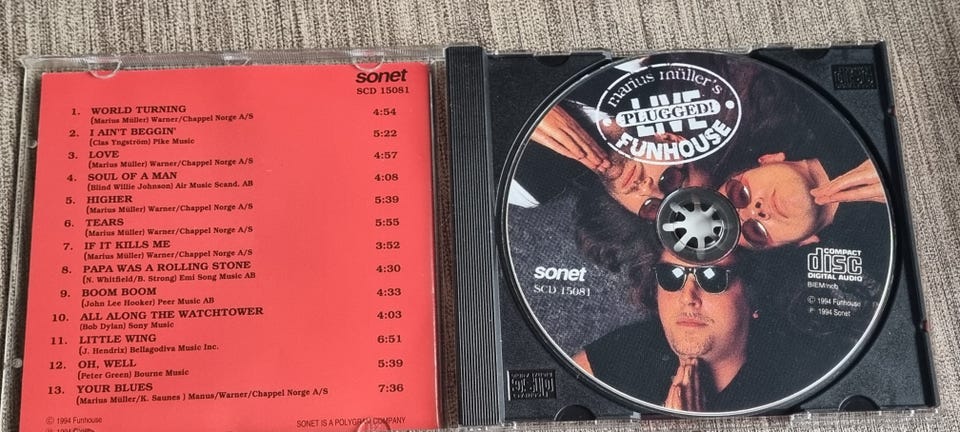 sonet
SCD 15081
1. WORLD TURNING 4:54
(Marius Müller) Warner/Chappel Norge A/S
2. I AIN'T BEGGIN' 5:22
(Clas Yngström) Pike Music
3. LOVE 4:57
(Marius Müller) Warner/Chappel Norge A/S
4. SOUL OF A MAN 4:08
(Blind Willie Johnson) Air Music Scand. AB
5. HIGHER 5:39
(Marius Müller) Warner/Chappel Norge A/S
6. TEARS 5:55
(Marius Müller) Warner/Chappel Norge A/S
7. IF IT KILLS ME 3:52
(Marius Müller) Warner/Chappel Norge A/S
8. PAPA WAS A ROLLING STONE 4:30
(N. Whitfield/B. Strong) Emi Song Music AB
9. BOOM BOOM 4:33
(John Lee Hooker) Peer Music AB
10. ALL ALONG THE WATCHTOWER 4:03
(Bob Dylan) Sony Music
11. LITTLE WING 6:51
(J. Hendrix) Bellagodiva Music Inc.
12. OH, WELL 5:39
(Peter Green) Bourne Music
13. YOUR BLUES 7:36
(Marius Müller/K. Saunes ) Manus/Warner/Chappel Norge A/S
© 1994 Funhouse
SONET IS A POLYGRAM COMPANY
marius müller's
LIVE
PLUGGED!
LIVE
FUNHOUSE
sonet
SCD 15081
COMPACT
disc
DIGITAL AUDIO
BIEM/ncb
© 1994 Funhouse
℗ 1994 Sonet